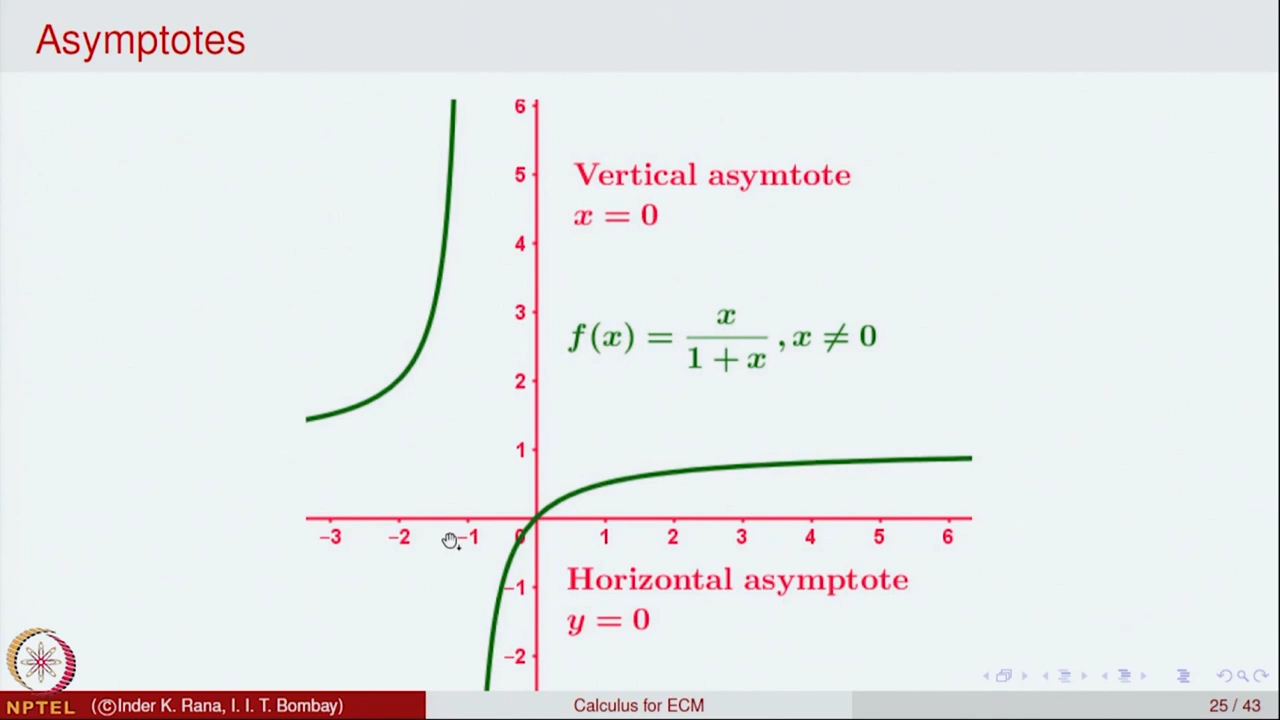 Asymptotes
6
5
4
3
2
1
Vertical asymtote
x = 0
f(x) = x / 1 + x , x ≠ 0
−3 −2 −1 0 1 2 3 4 5 6
−1
−2
Horizontal asymptote
y = 0
NPTEL (©Inder K. Rana, I. I. T. Bombay) Calculus for ECM 25 / 43